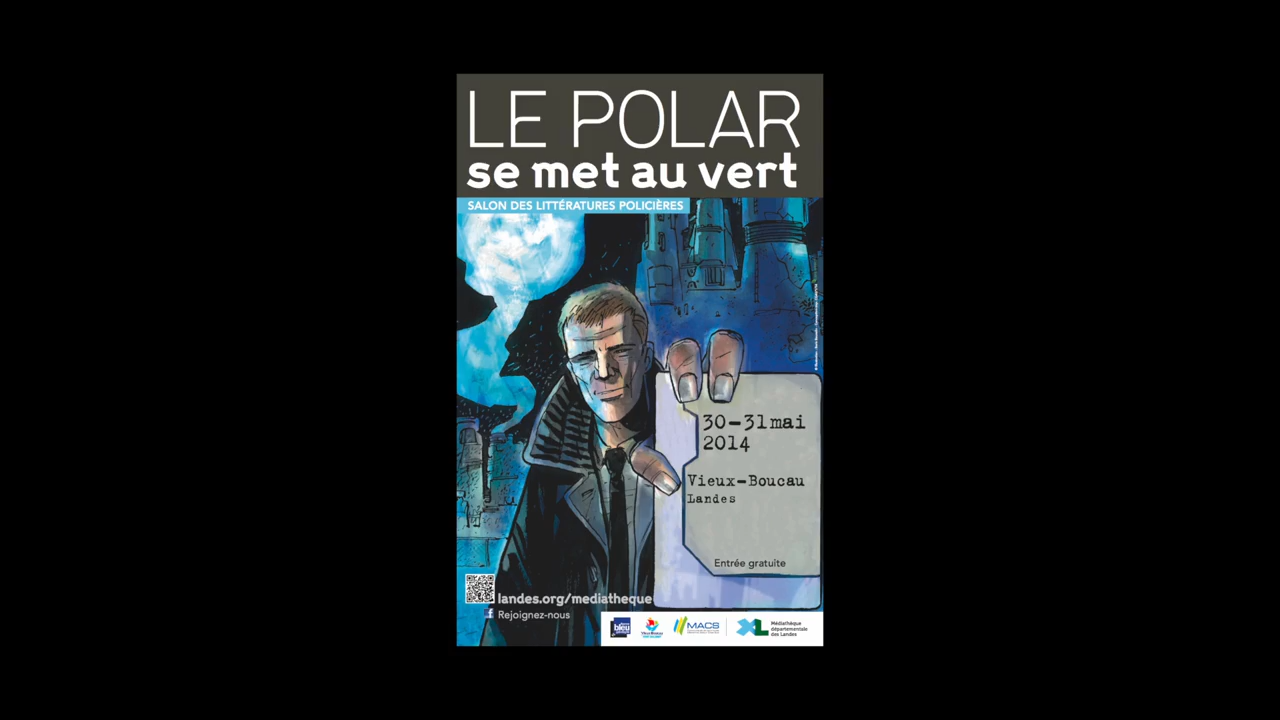 LE POLAR
se met au vert
SALON DES LITTÉRATURES POLICIÈRES
30-31 mai
2014
Vieux-Boucau
Landes
Entrée gratuite
landes.org/mediatheque
Rejoignez-nous
bleu
MACS
XL
Médiathèque
départementale
des Landes